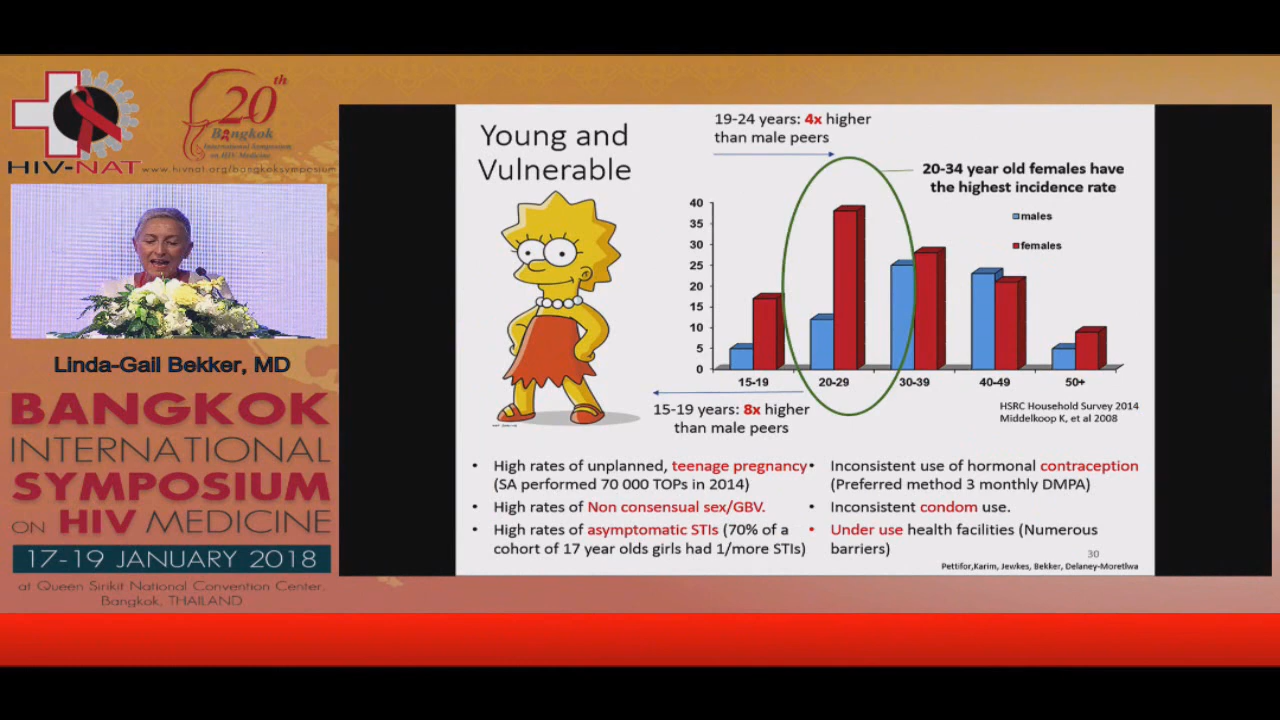 HIV-NAT
20th
Bangkok
International Symposium
on HIV Medicine
www.hivnat.org/bangkoksymposium
Linda-Gail Bekker, MD
BANGKOK
INTERNATIONAL
SYMPOSIUM
ON HIV MEDICINE
17-19 JANUARY 2018
at Queen Sirikit National Convention Center,
Bangkok, THAILAND
Young and
Vulnerable
19-24 years: 4x higher
than male peers
20-34 year old females have
the highest incidence rate
males
females
40
35
30
25
20
15
10
5
0
15-19
20-29
30-39
40-49
50+
15-19 years: 8x higher
than male peers
HSRC Household Survey 2014
Middelkoop K, et al 2008
• High rates of unplanned, teenage pregnancy
(SA performed 70 000 TOPs in 2014)
• High rates of Non consensual sex/GBV.
• High rates of asymptomatic STIs (70% of a
cohort of 17 year olds girls had 1/more STIs)
• Inconsistent use of hormonal contraception
(Preferred method 3 monthly DMPA)
• Inconsistent condom use.
• Under use health facilities (Numerous
barriers)
30
Pettifor,Karim, Jewkes, Bekker, Delaney-Moretlwa